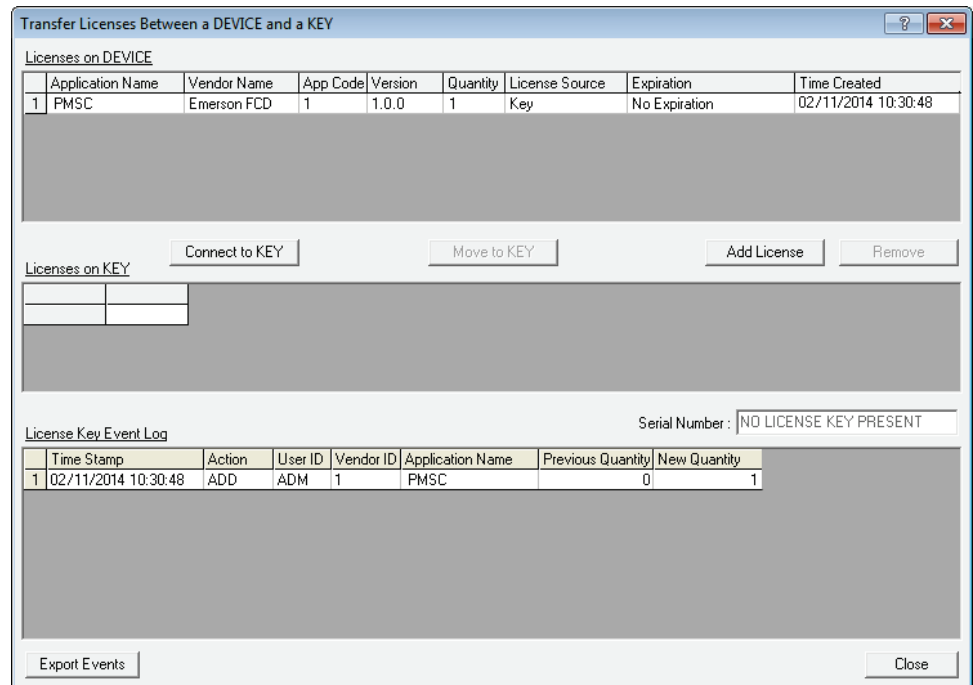 Transfer Licenses Between a DEVICE and a KEY
Licenses on DEVICE
Application Name Vendor Name App Code Version Quantity License Source Expiration Time Created
1 PMSC Emerson FCD 1 1.0.0 1 Key No Expiration 02/11/2014 10:30:48
Connect to KEY Move to KEY Add License Remove
Licenses on KEY
Serial Number : NO LICENSE KEY PRESENT
License Key Event Log
Time Stamp Action User ID Vendor ID Application Name Previous Quantity New Quantity
1 02/11/2014 10:30:48 ADD ADM 1 PMSC 0 1
Export Events Close